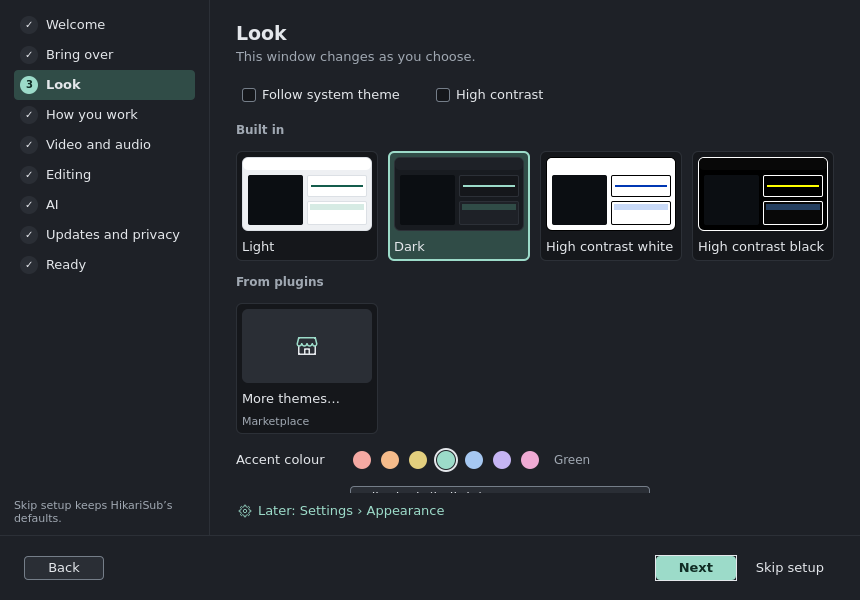 Welcome
Bring over
3 Look
How you work
Video and audio
Editing
AI
Updates and privacy
Ready
Skip setup keeps HikariSub’s
defaults.
Look
This window changes as you choose.
Follow system theme
High contrast
Built in
Light
Dark
High contrast white
High contrast black
From plugins
More themes…
Marketplace
Accent colour
Green
Later: Settings › Appearance
Back
Next
Skip setup